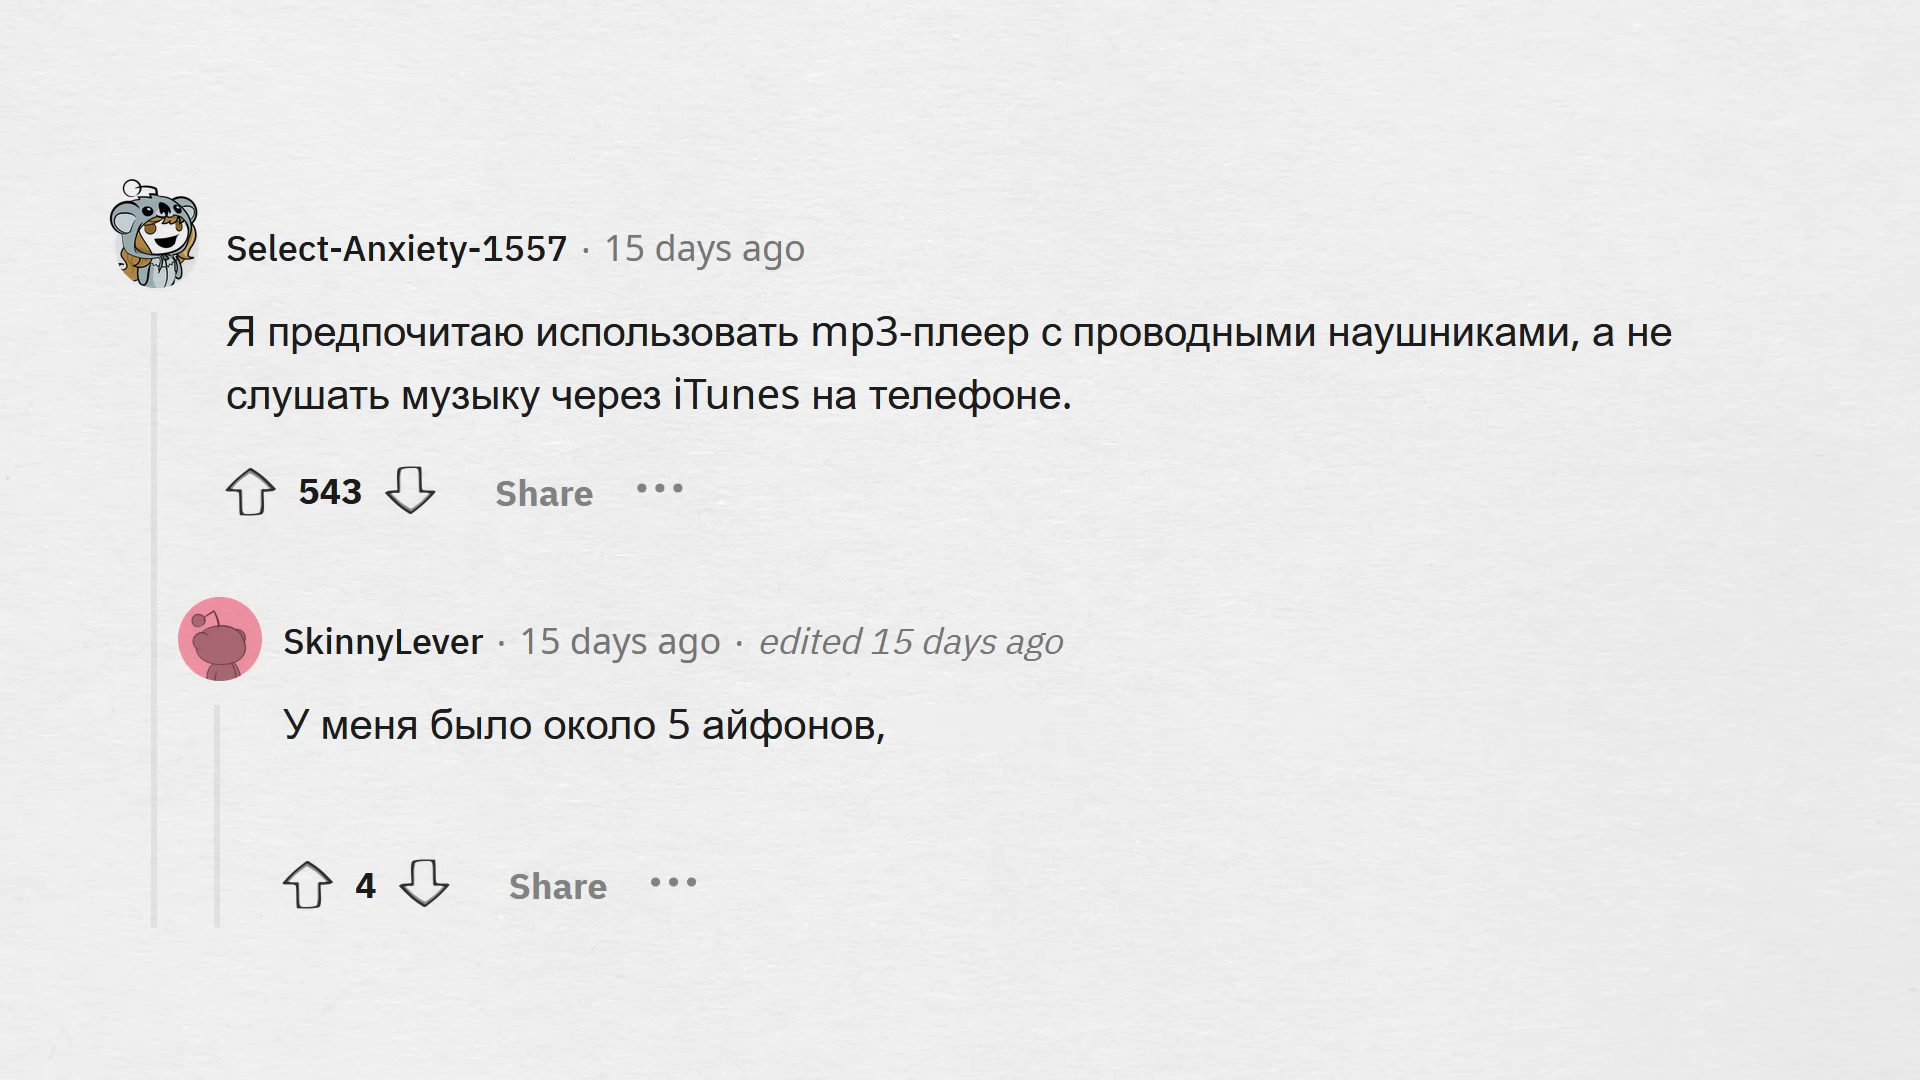 Select-Anxiety-1557 · 15 days ago
Я предпочитаю использовать mp3-плеер с проводными наушниками, а не
слушать музыку через iTunes на телефоне.
543 Share •••
SkinnyLever · 15 days ago · edited 15 days ago
У меня было около 5 айфонов,
4 Share •••